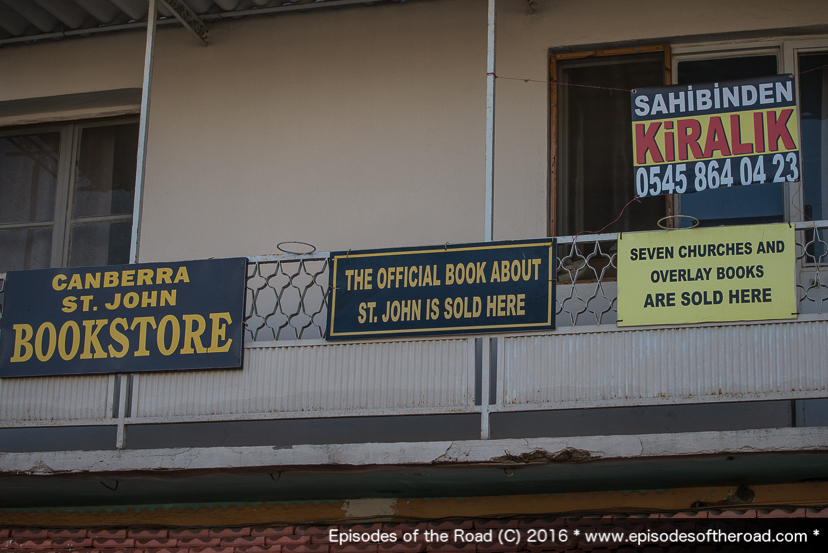 CANBERRA
ST. JOHN
BOOKSTORE
THE OFFICIAL BOOK ABOUT
ST. JOHN IS SOLD HERE
SAHİBİNDEN
KİRALIK
0545 864 04 23
SEVEN CHURCHES AND
OVERLAY BOOKS
ARE SOLD HERE
Episodes of the Road (C) 2016 * www.episodesoftheroad.com *